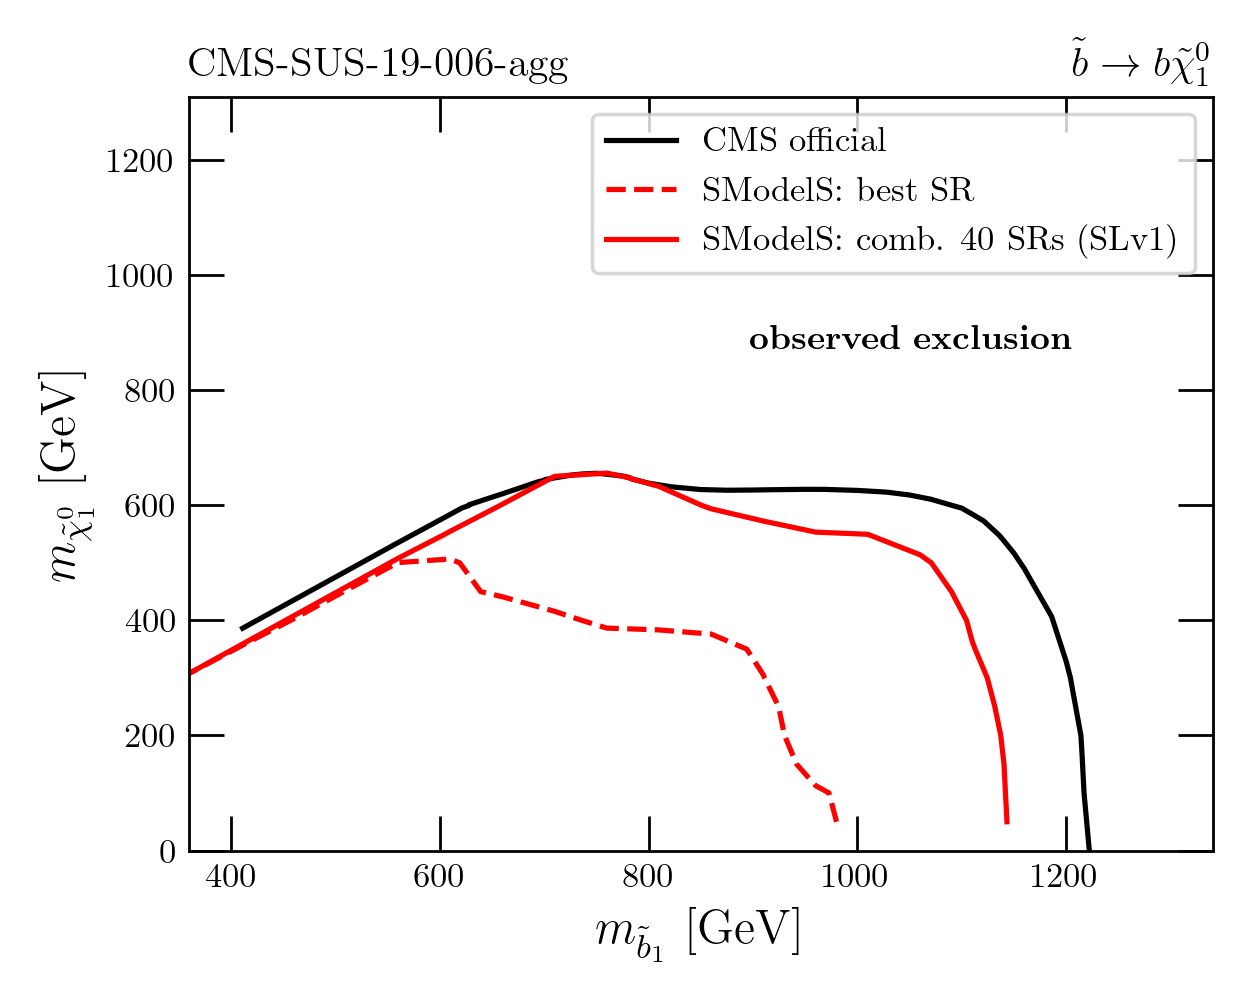 CMS-SUS-19-006-agg
b̃ → bχ̃₁⁰
CMS official
SModelS: best SR
SModelS: comb. 40 SRs (SLv1)
observed exclusion
1200
1000
800
600
400
200
0
m_χ̃₁⁰ [GeV]
400 600 800 1000 1200
m_b̃₁ [GeV]